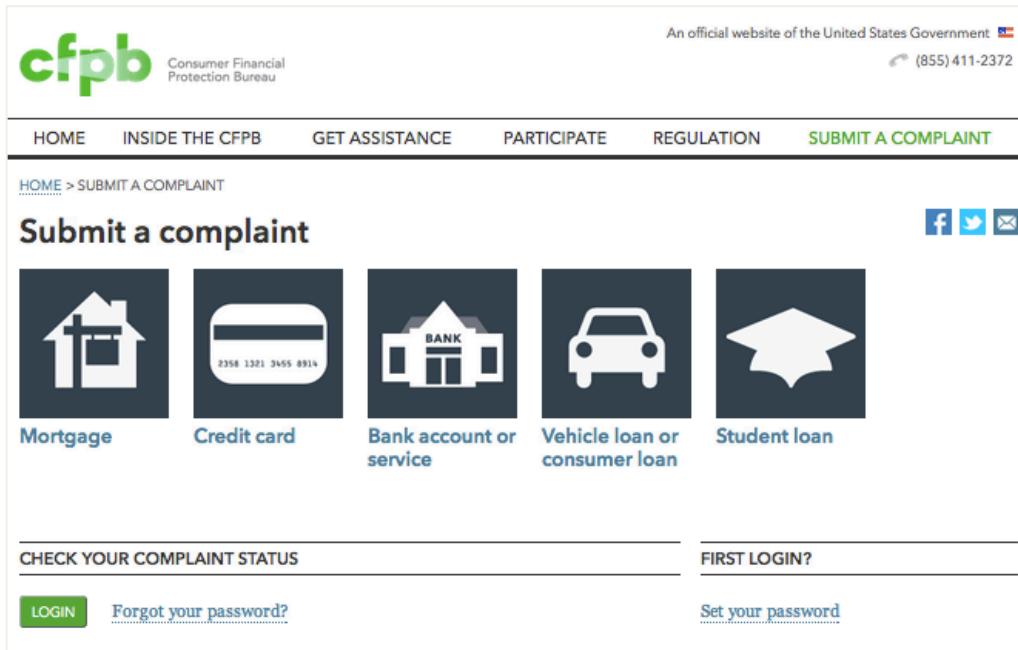 An official website of the United States Government
cfpb
Consumer Financial
Protection Bureau
(855) 411-2372
HOME INSIDE THE CFPB GET ASSISTANCE PARTICIPATE REGULATION SUBMIT A COMPLAINT
HOME > SUBMIT A COMPLAINT
Submit a complaint
BANK
2358 1321 3455 8914
Mortgage
Credit card
Bank account or
service
Vehicle loan or
consumer loan
Student loan
CHECK YOUR COMPLAINT STATUS
FIRST LOGIN?
LOGIN
Forgot your password?
Set your password